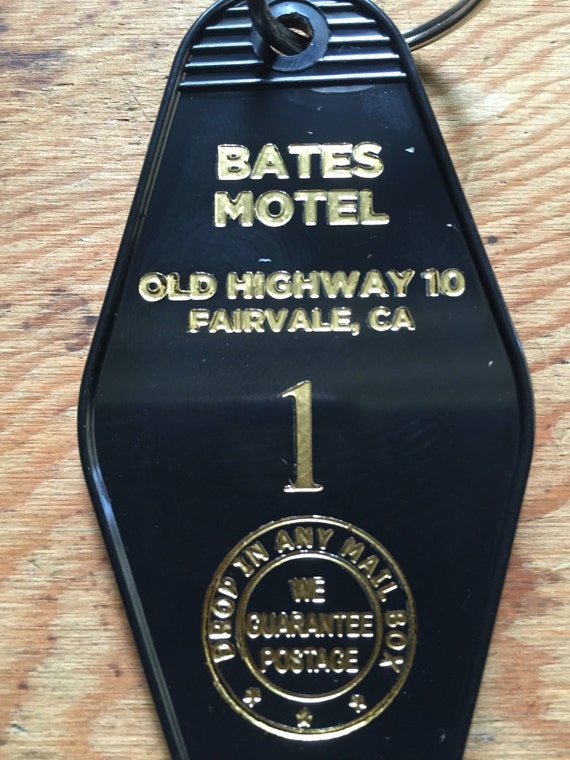 BATES
MOTEL
OLD HIGHWAY 10
FAIRVALE, CA
1
DROP IN ANY MAIL BOX
WE
GUARANTEE
POSTAGE